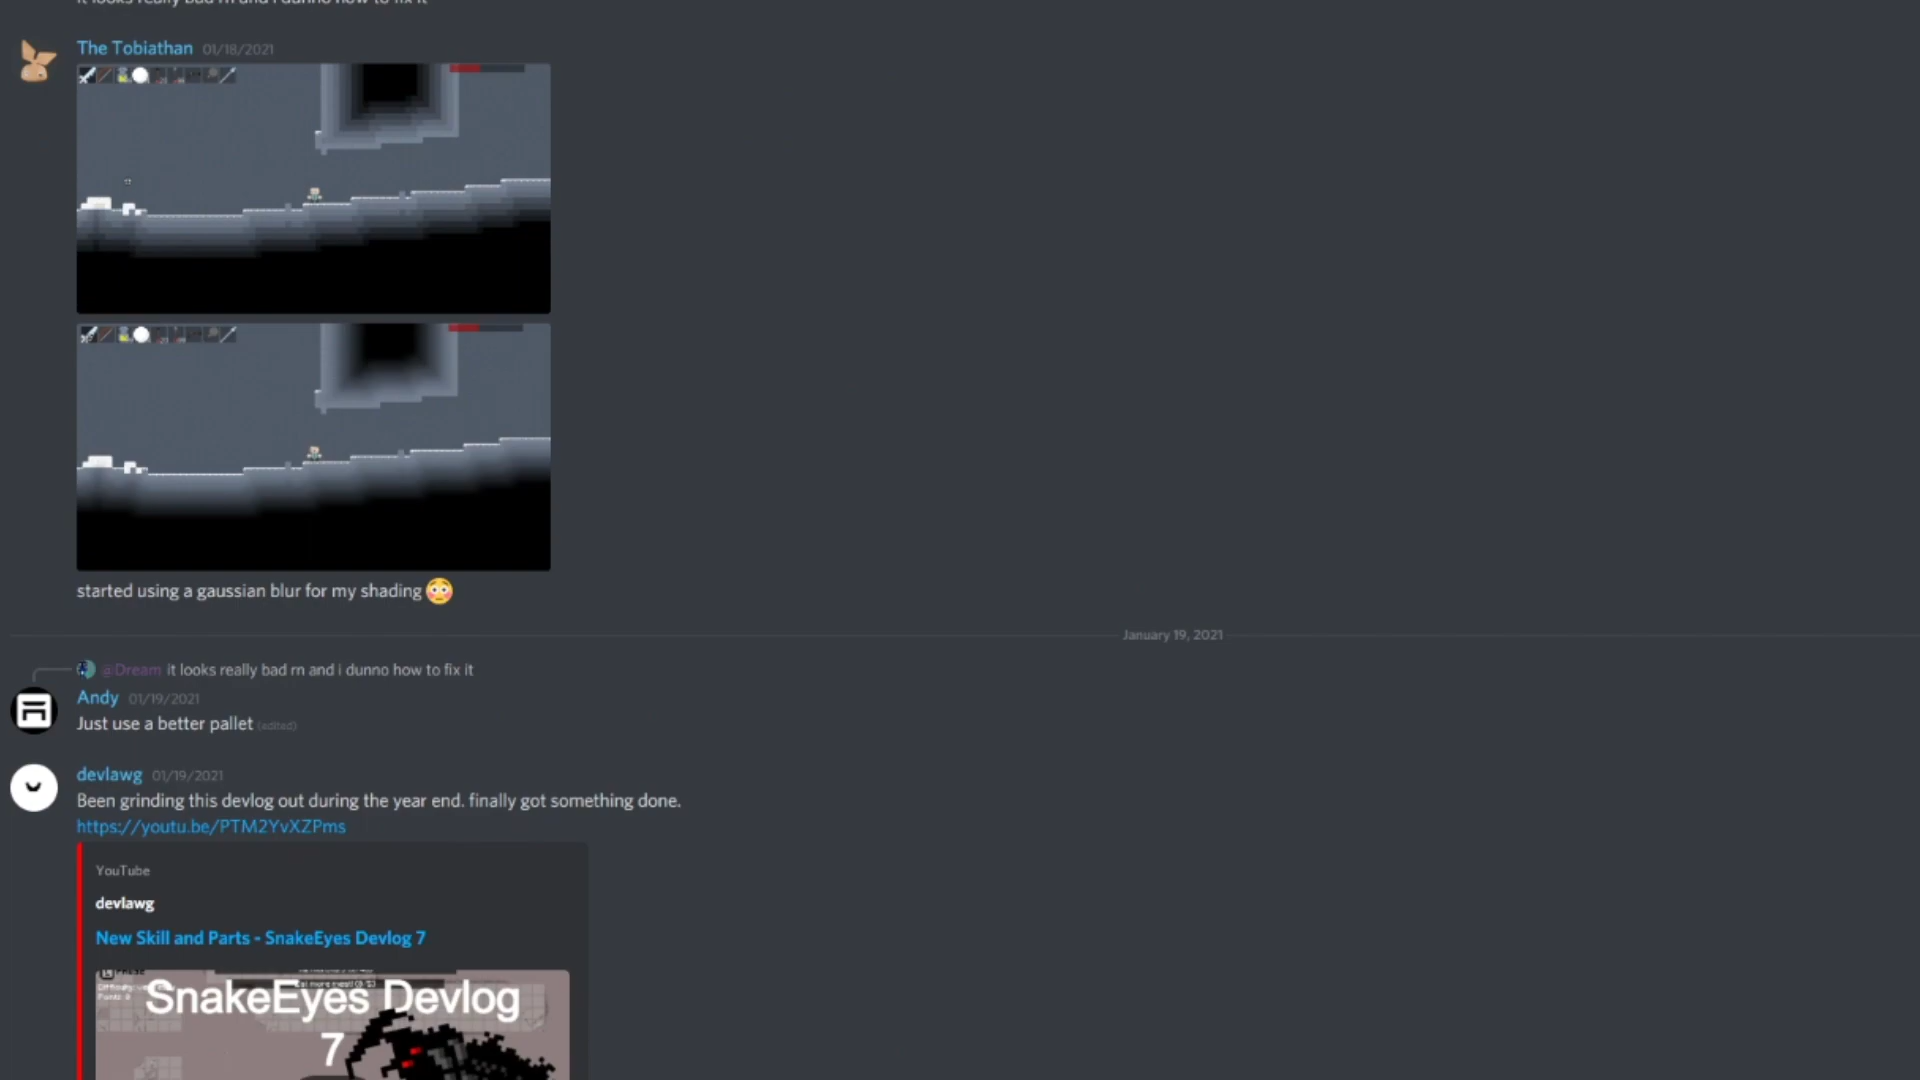 it looks really bad rn and i dunno how to fix it
The Tobiathan 01/18/2021
started using a gaussian blur for my shading
January 19, 2021
@Dream it looks really bad rn and i dunno how to fix it
Andy 01/19/2021
Just use a better pallet (edited)
devlawg 01/19/2021
Been grinding this devlog out during the year end. finally got something done.
https://youtu.be/PTM2YvXZPms
YouTube
devlawg
New Skill and Parts - SnakeEyes Devlog 7
SnakeEyes Devlog
7